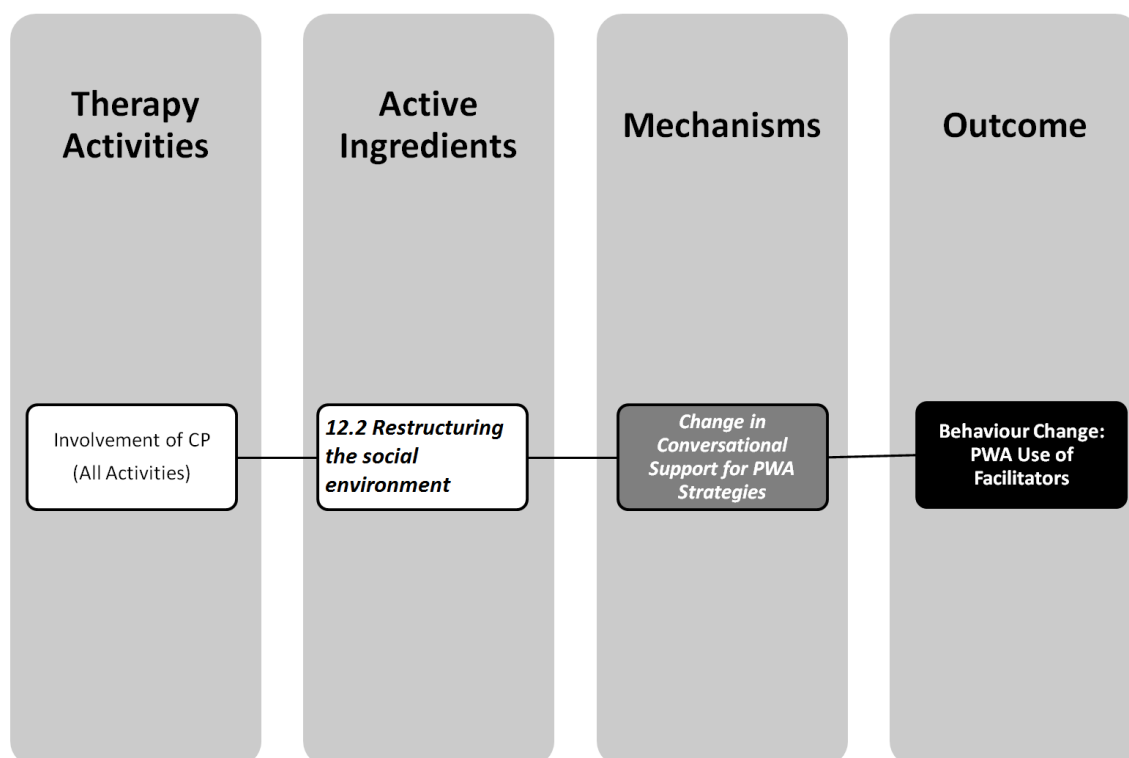 Therapy
Activities
Active
Ingredients
Mechanisms
Outcome
Involvement of CP
(All Activities)
12.2 Restructuring
the social
environment
Change in
Conversational
Support for PWA
Strategies
Behaviour Change:
PWA Use of
Facilitators